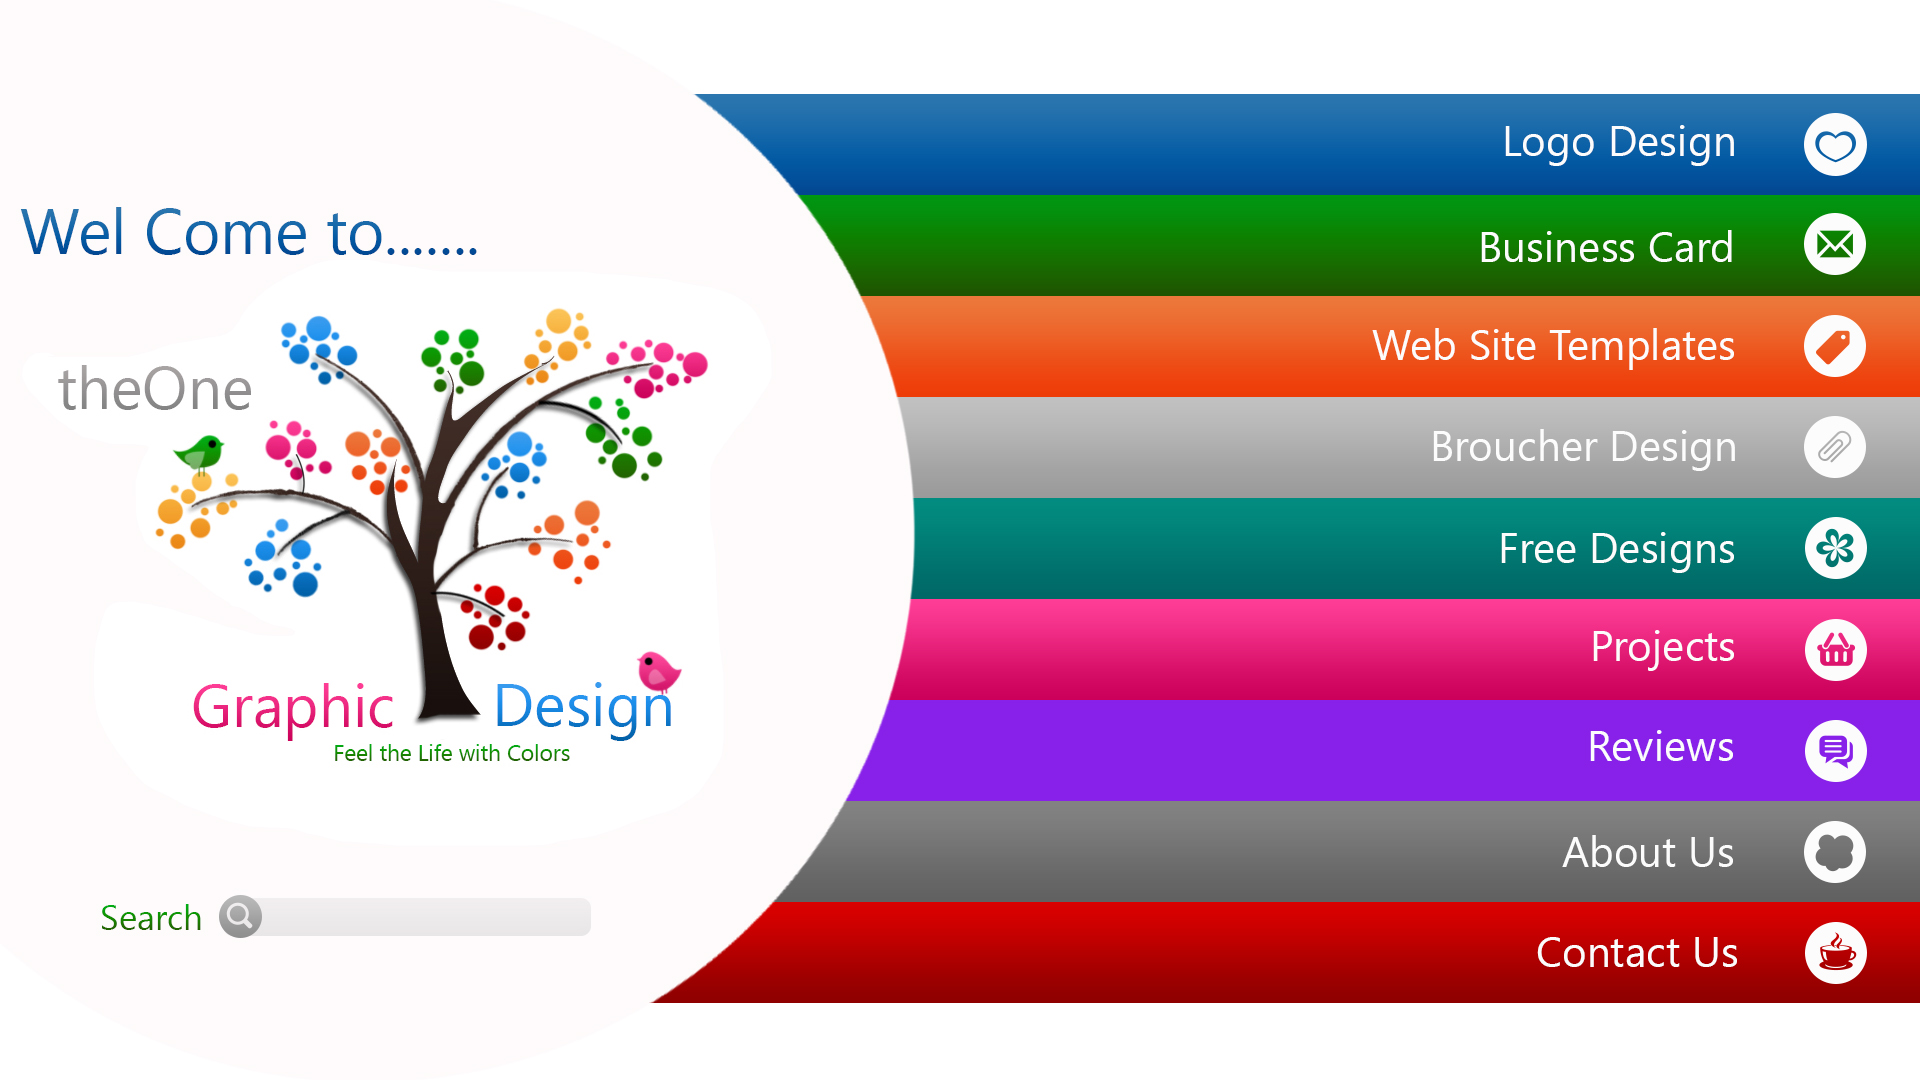 Wel Come to.......
theOne
Graphic Design
Feel the Life with Colors
Search
Logo Design
Business Card
Web Site Templates
Broucher Design
Free Designs
Projects
Reviews
About Us
Contact Us